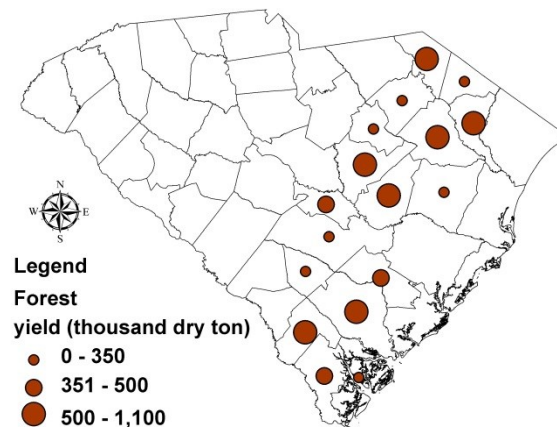 N
W E
S
Legend
Forest
yield (thousand dry ton)
0 - 350
351 - 500
500 - 1,100